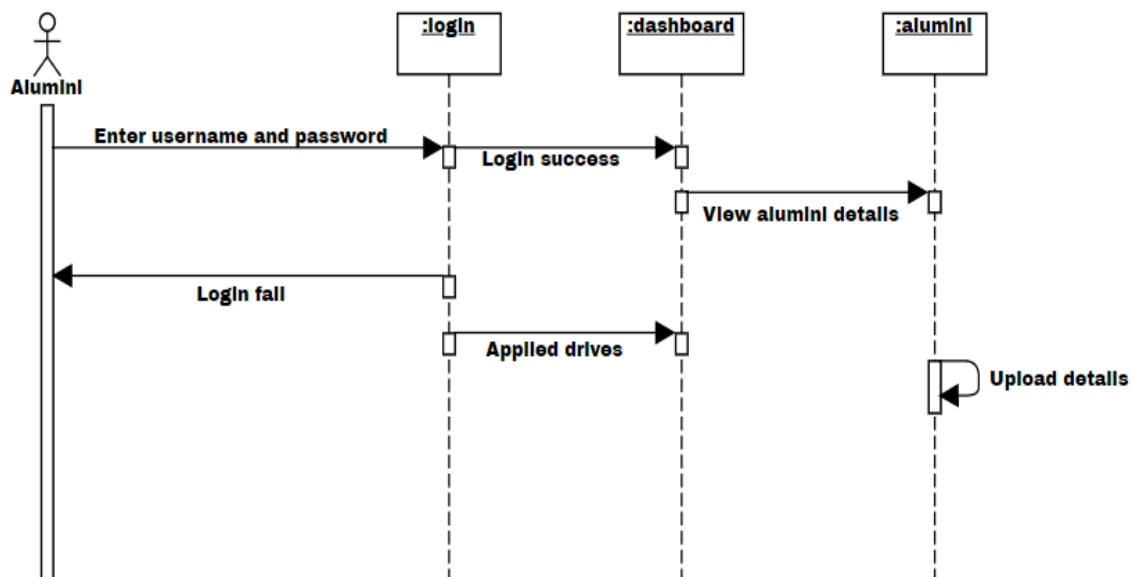 :login
:dashboard
:alumini
Alumini
Enter username and password
Login success
View alumini details
Login fail
Applied drives
Upload details